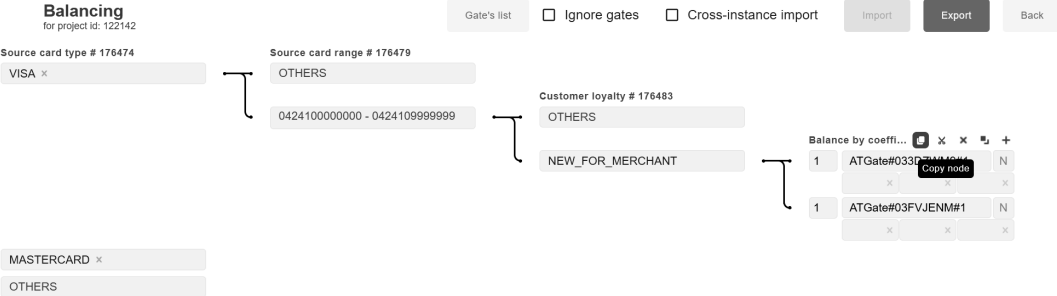 Balancing
for project id: 122142
Gate's list
Ignore gates
Cross-instance import
Import
Export
Back
Source card type # 176474
Source card range # 176479
VISA ×
OTHERS
0424100000000 - 0424109999999
Customer loyalty # 176483
OTHERS
NEW_FOR_MERCHANT
Balance by coeffi...
1
N
Copy node
1
ATGate#03FVJENM#1
N
MASTERCARD ×
OTHERS